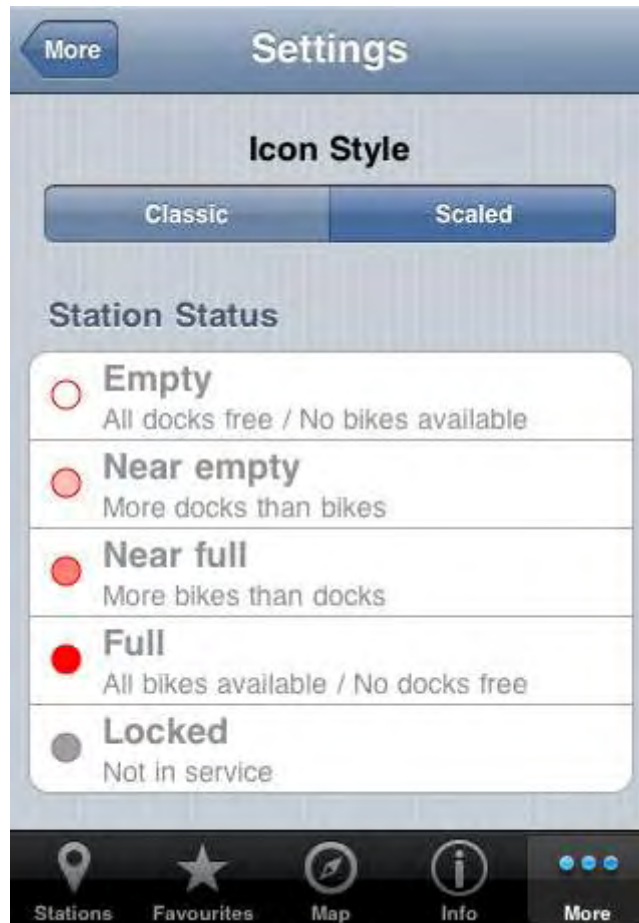 More
Settings
Icon Style
Classic
Scaled
Station Status
Empty
All docks free / No bikes available
Near empty
More docks than bikes
Near full
More bikes than docks
Full
All bikes available / No docks free
Locked
Not in service
Stations
Favourites
Map
Info
More